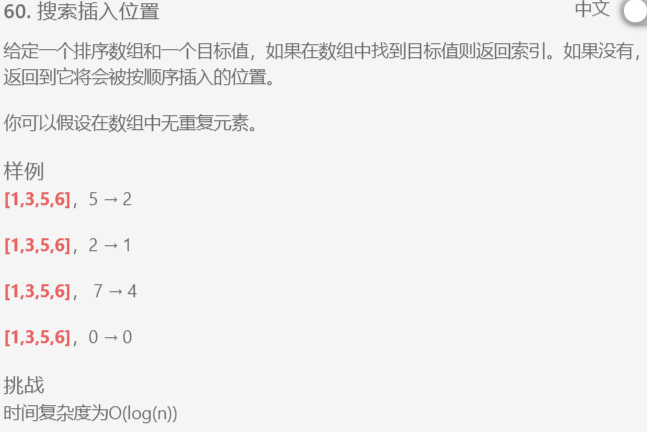 60. 搜索插入位置 中文
给定一个排序数组和一个目标值，如果在数组中找到目标值则返回索引。如果没有，
返回到它将会被按顺序插入的位置。
你可以假设在数组中无重复元素。
样例
[1,3,5,6]，5 → 2
[1,3,5,6]，2 → 1
[1,3,5,6]， 7 → 4
[1,3,5,6]，0 → 0
挑战
时间复杂度为O(log(n))